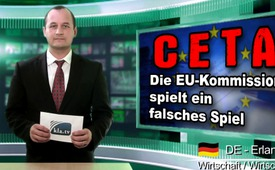 CETA
Die EU-Kommission
spielt ein
falsches Spiel
kla.tv
DE - Erlan
Wirtschaft / Wirtsc